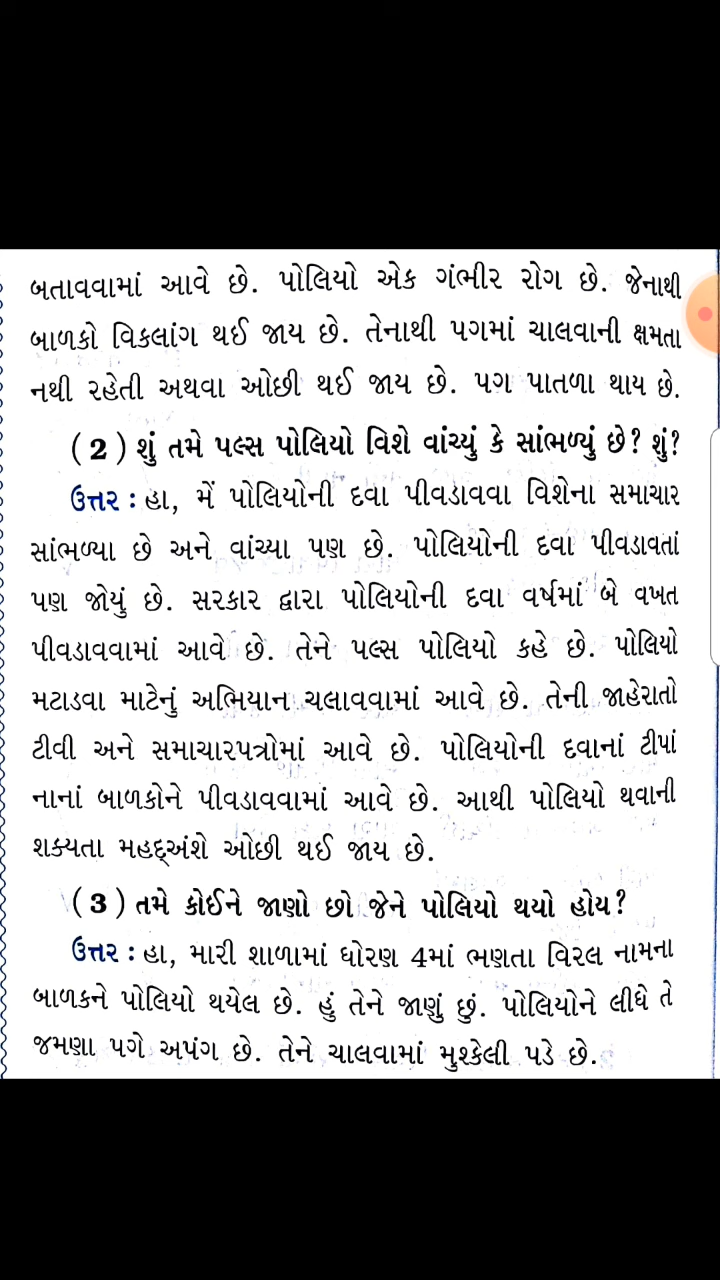 બતાવવામાં આવે છે. પોલિયો એક ગંભીર રોગ છે. જેનાથી
બાળકો વિકલાંગ થઈ જાય છે. તેનાથી પગમાં ચાલવાની ક્ષમતા
નથી રહેતી અથવા ઓછી થઈ જાય છે. પગ પાતળા થાય છે.
(2) શું તમે પલ્સ પોલિયો વિશે વાંચ્યું કે સાંભળ્યું છે? શું?
ઉત્તર : હા, મેં પોલિયોની દવા પીવડાવવા વિશેના સમાચાર
સાંભળ્યા છે અને વાંચ્યા પણ છે. પોલિયોની દવા પીવડાવતાં
પણ જોયું છે. સરકાર દ્વારા પોલિયોની દવા વર્ષમાં બે વખત
પીવડાવવામાં આવે છે. તેને પલ્સ પોલિયો કહે છે. પોલિયો
મટાડવા માટેનું અભિયાન ચલાવવામાં આવે છે. તેની જાહેરાતો
ટીવી અને સમાચારપત્રોમાં આવે છે. પોલિયોની દવાનાં ટીપાં
નાનાં બાળકોને પીવડાવવામાં આવે છે. આથી પોલિયો થવાની
શક્યતા મહદ્અંશે ઓછી થઈ જાય છે.
(3) તમે કોઈને જાણો છો જેને પોલિયો થયો હોય?
ઉત્તર : હા, મારી શાળામાં ધોરણ 4માં ભણતા વિરલ નામના
બાળકને પોલિયો થયેલ છે. હું તેને જાણું છું. પોલિયોને લીધે તે
જમણા પગે અપંગ છે. તેને ચાલવામાં મુશ્કેલી પડે છે.